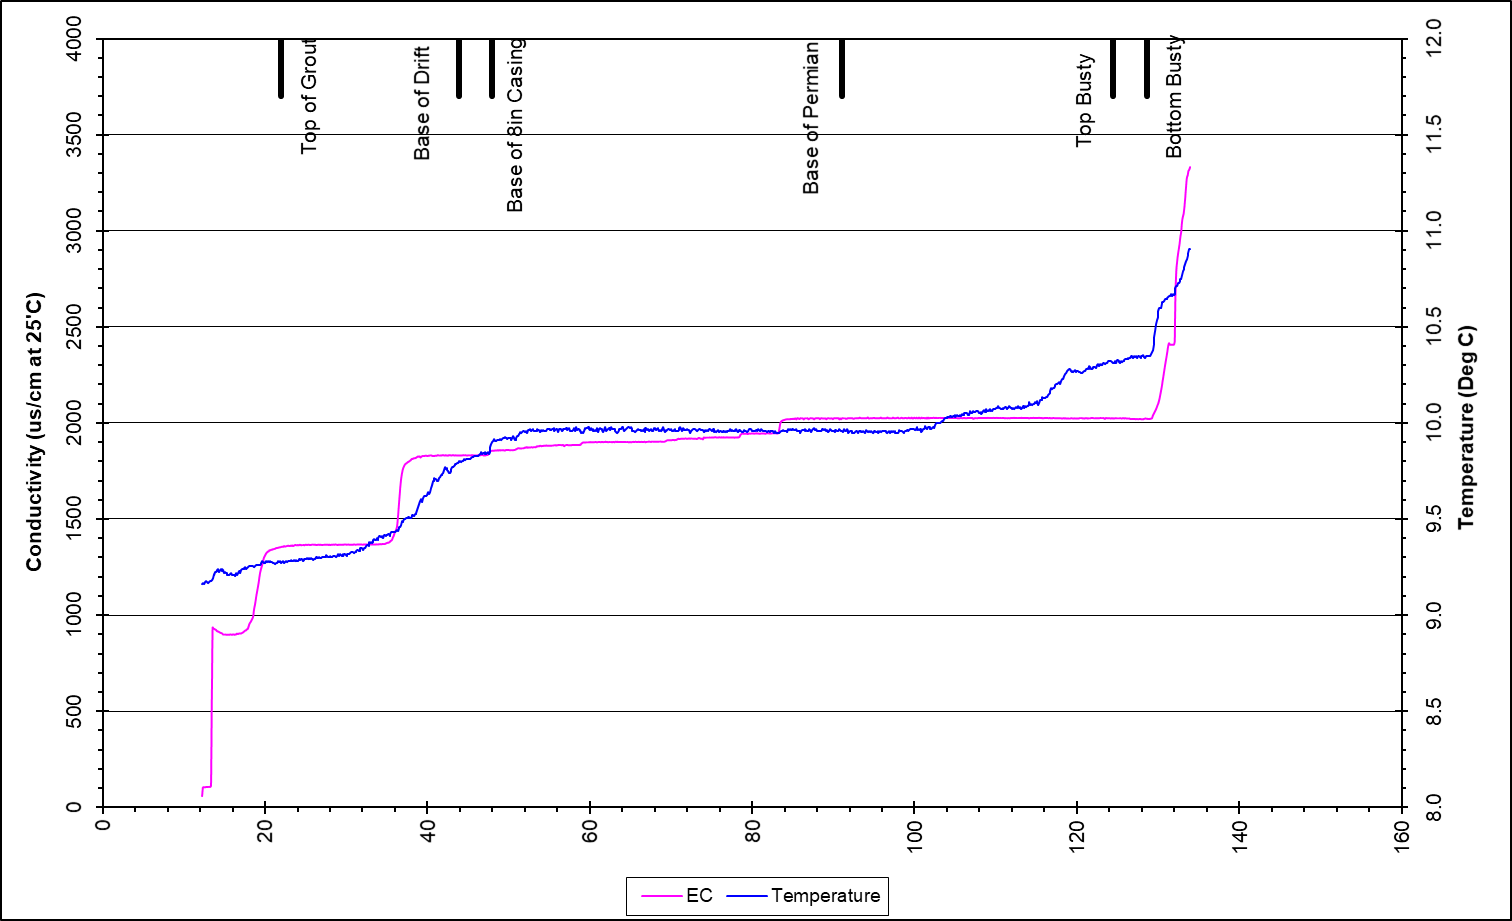 Top of Grout
Base of Drift
Base of 8in Casing
Base of Permian
Top Busty
Bottom Busty
Conductivity (us/cm at 25'C)
4000
3500
3000
2500
2000
1500
1000
500
0
Temperature (Deg C)
12.0
11.5
11.0
10.5
10.0
9.5
9.0
8.5
8.0
0
20
40
60
80
100
120
140
160
EC
Temperature